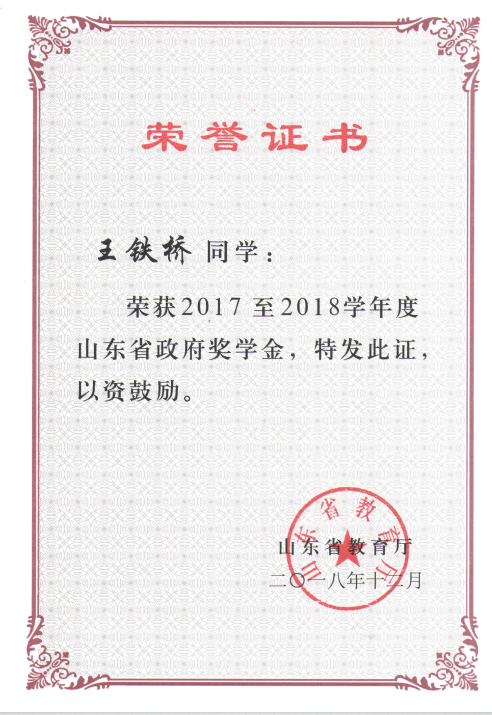 荣誉证书
王铁桥 同学：
荣获2017至2018学年度
山东省政府奖学金，特发此证，
以资鼓励。
山东省教育厅
山东省教育厅
二〇一八年十二月